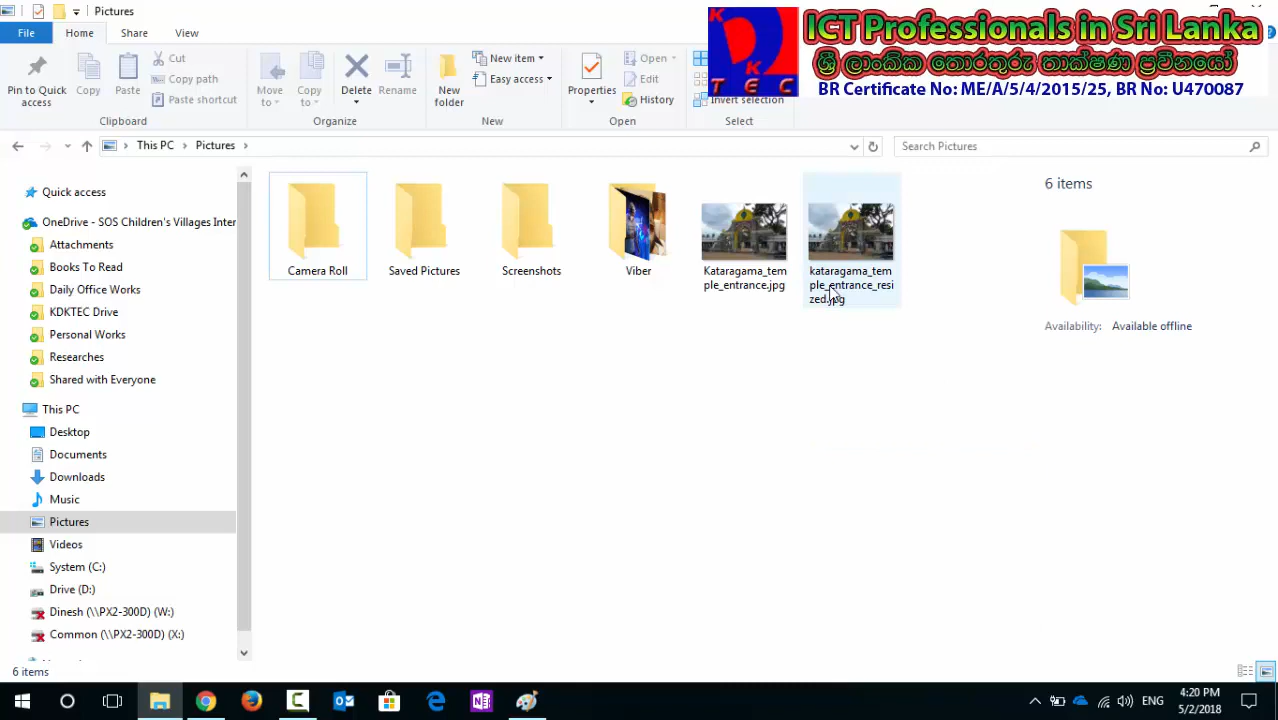 Pictures
File Home Share View
ICT Professionals in Sri Lanka
ශ්‍රී ලාංකික තොරතුරු තාක්ෂණ ප්‍රවීනයෝ
BR Certificate No: ME/A/5/4/2015/25, BR No: U470087
K D K
T E C
Pin to Quick access
Copy
Paste
Cut
Copy path
Paste shortcut
Clipboard
Move to
Copy to
Delete
Rename
Organize
New folder
New item
Easy access
New
Properties
Open
Edit
History
Open
Invert selection
Select
This PC > Pictures >
Search Pictures
Quick access
OneDrive - SOS Children's Villages Inter
Attachments
Books To Read
Daily Office Works
KDKTEC Drive
Personal Works
Researches
Shared with Everyone
This PC
Desktop
Documents
Downloads
Music
Pictures
Videos
System (C:)
Drive (D:)
Dinesh (\\PX2-300D) (W:)
Common (\\PX2-300D) (X:)
Camera Roll
Saved Pictures
Screenshots
Viber
Kataragama_tem
ple_entrance.jpg
kataragama_tem
ple_entrance_resi
zed.jpg
6 items
Availability: Available offline
6 items
ENG
4:20 PM
5/2/2018